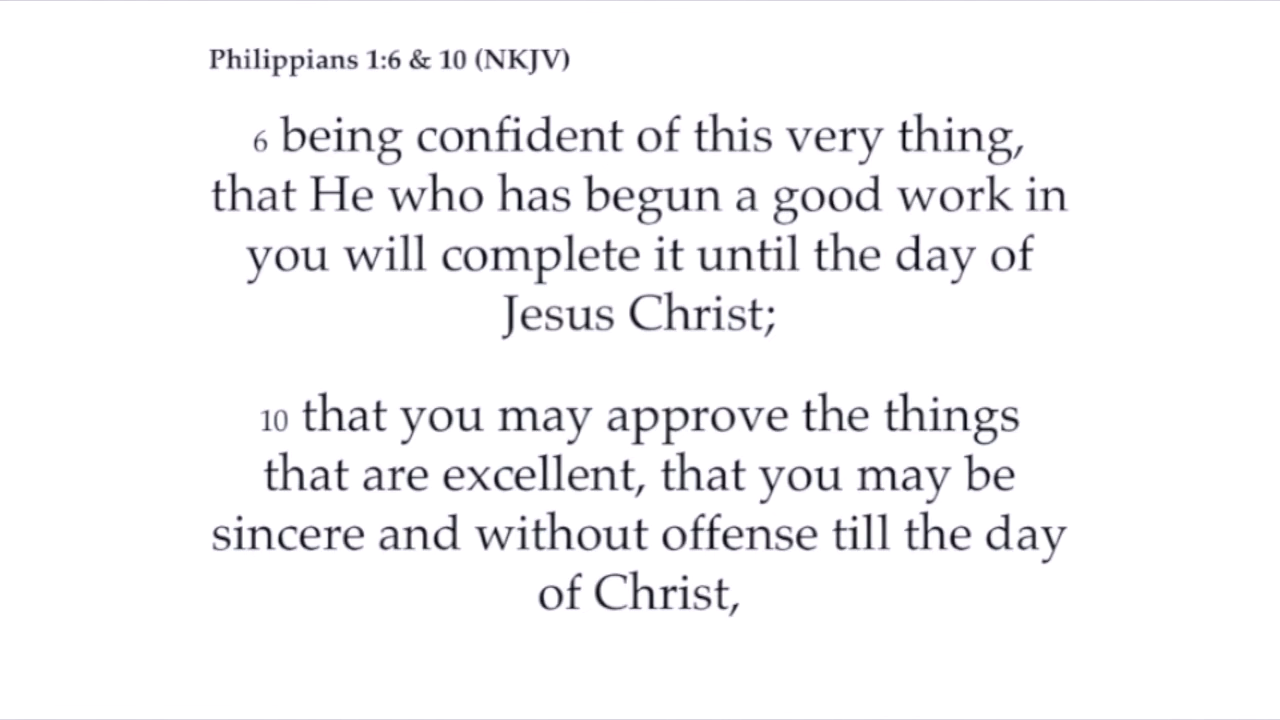 Philippians 1:6 & 10 (NKJV)
6 being confident of this very thing,
that He who has begun a good work in
you will complete it until the day of
Jesus Christ;
10 that you may approve the things
that are excellent, that you may be
sincere and without offense till the day
of Christ,